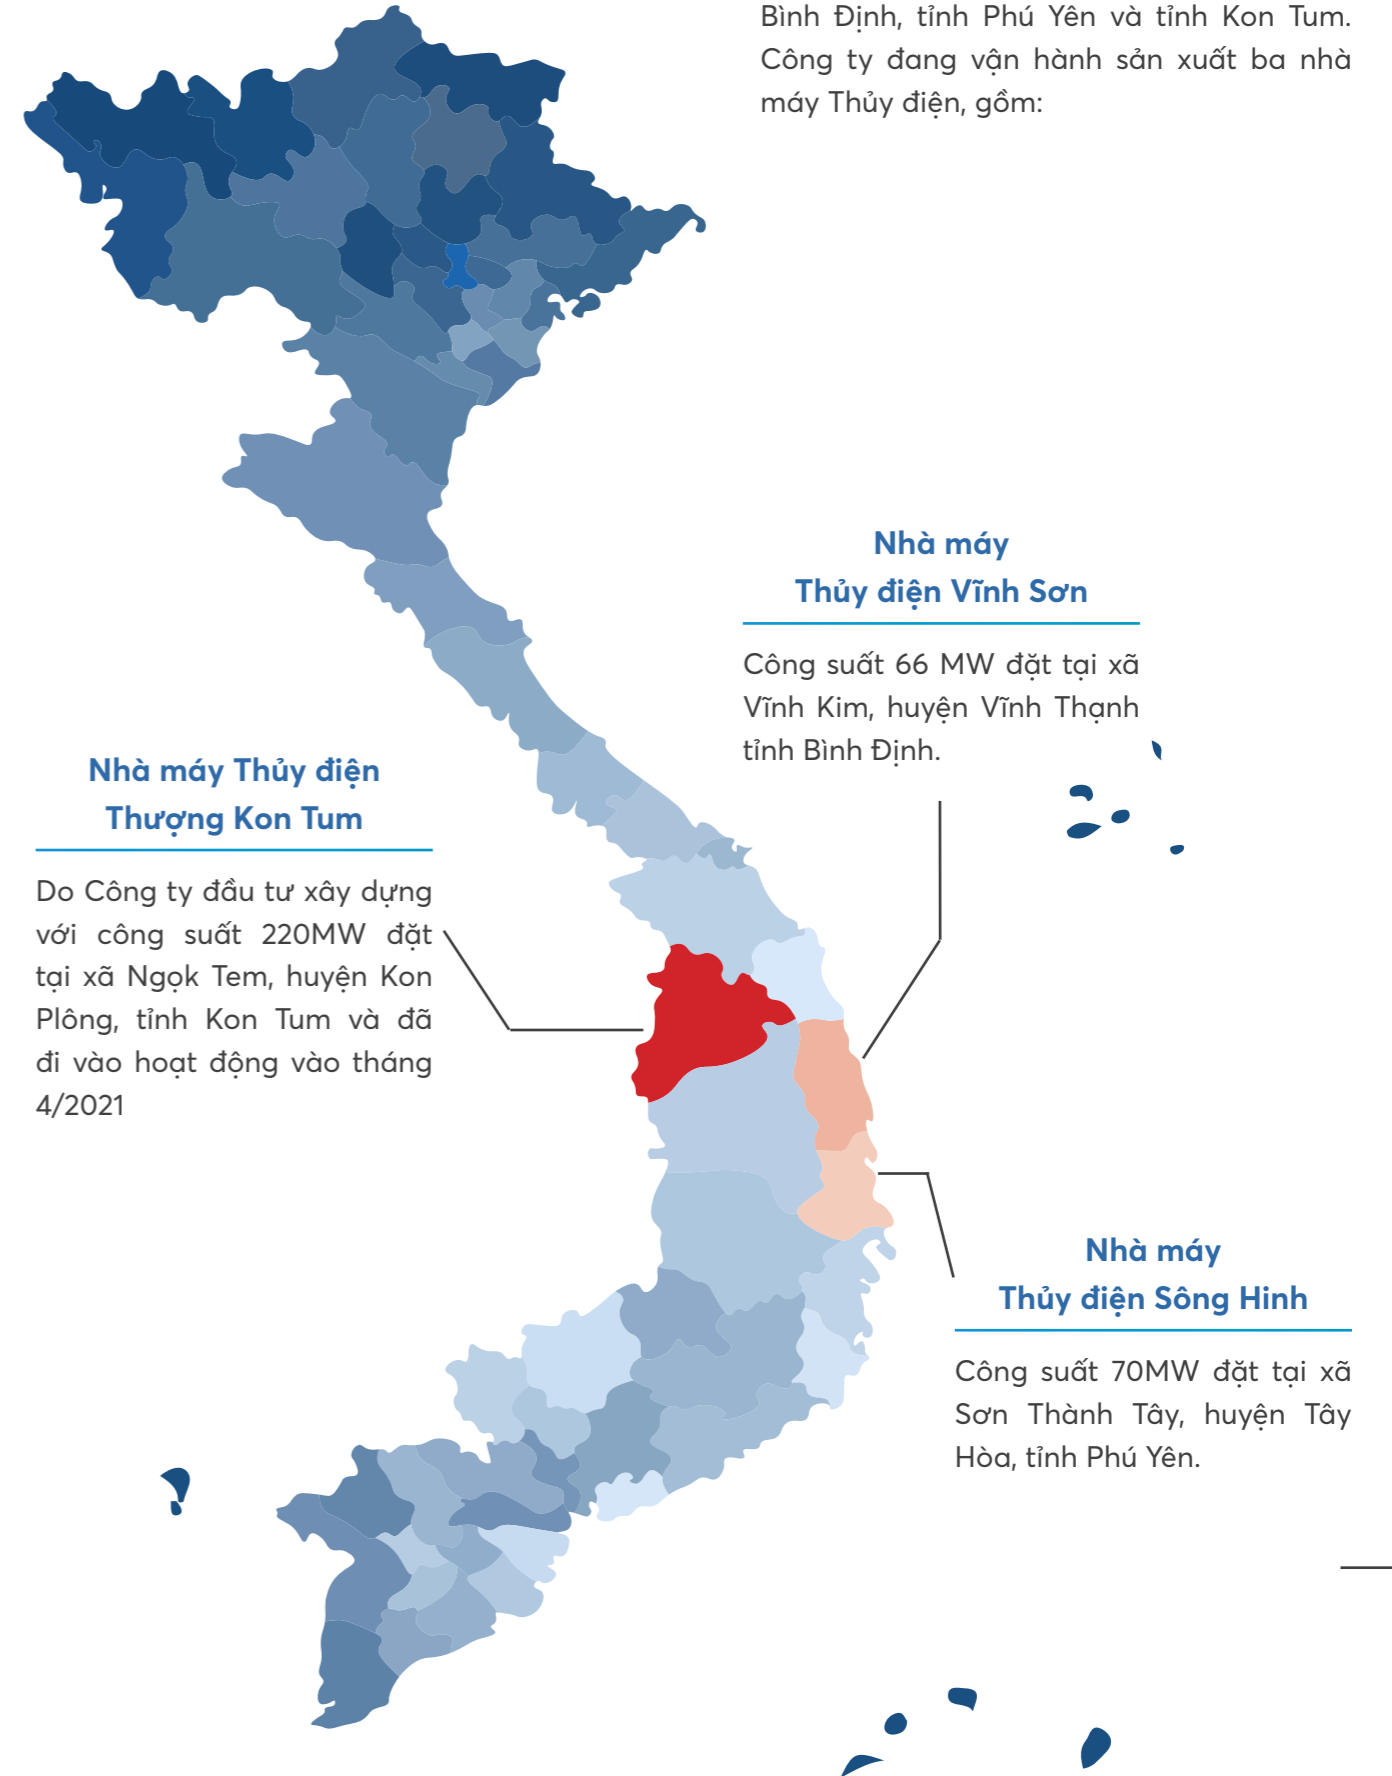 Bình Định, tỉnh Phú Yên và tỉnh Kon Tum.
Công ty đang vận hành sản xuất ba nhà
máy Thủy điện, gồm:
Nhà máy
Thủy điện Vĩnh Sơn
Công suất 66 MW đặt tại xã
Vĩnh Kim, huyện Vĩnh Thạnh
tỉnh Bình Định.
Nhà máy Thủy điện
Thượng Kon Tum
Do Công ty đầu tư xây dựng
với công suất 220MW đặt
tại xã Ngọk Tem, huyện Kon
Plông, tỉnh Kon Tum và đã
đi vào hoạt động vào tháng
4/2021
Nhà máy
Thủy điện Sông Hinh
Công suất 70MW đặt tại xã
Sơn Thành Tây, huyện Tây
Hòa, tỉnh Phú Yên.